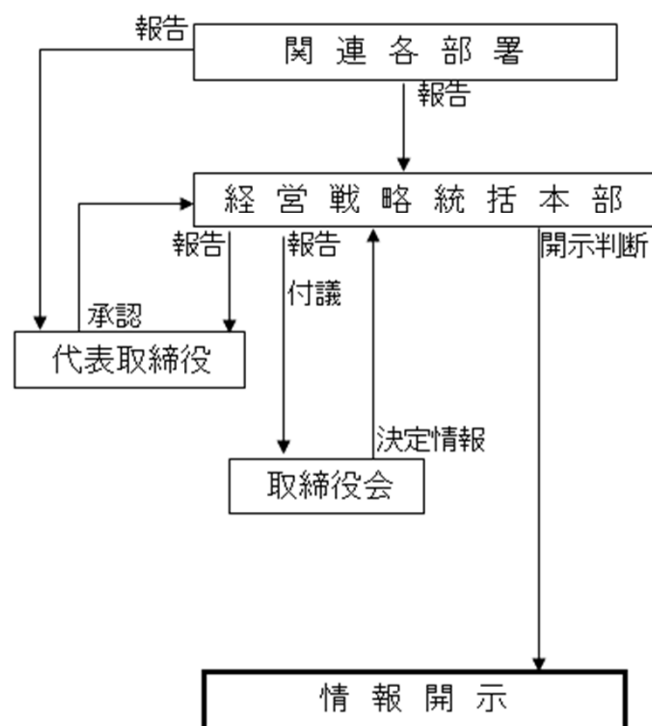 報告
関連各部署
報告
経営戦略統括本部
報告
報告
付議
開示判断
承認
代表取締役
決定情報
取締役会
情報開示